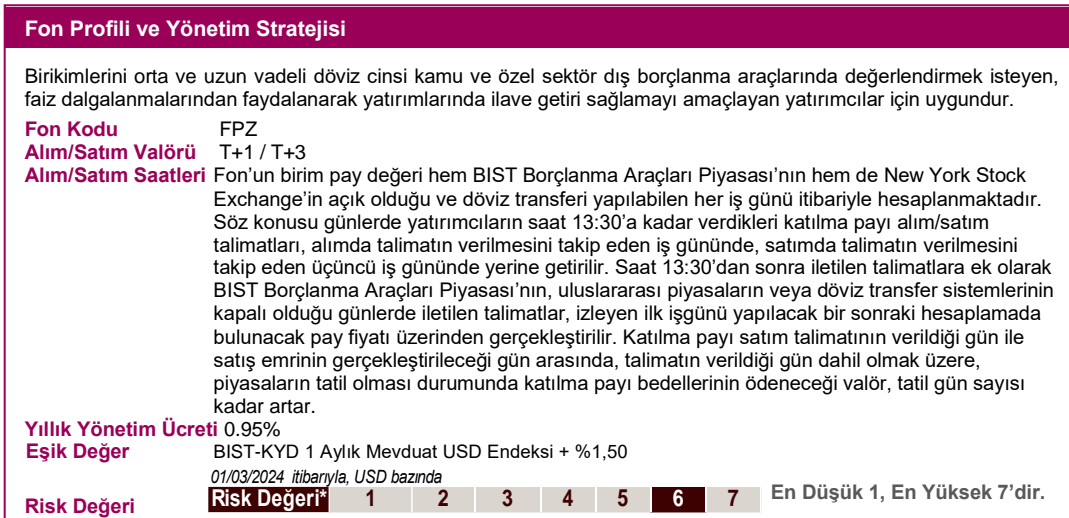 Fon Profili ve Yönetim Stratejisi
Birikimlerini orta ve uzun vadeli döviz cinsi kamu ve özel sektör dış borçlanma araçlarında değerlendirmek isteyen,
faiz dalgalanmalarından faydalanarak yatırımlarında ilave getiri sağlamayı amaçlayan yatırımcılar için uygundur.
Fon Kodu FPZ
Alım/Satım Valörü T+1 / T+3
Alım/Satım Saatleri Fon’un birim pay değeri hem BIST Borçlanma Araçları Piyasası’nın hem de New York Stock
Exchange’in açık olduğu ve döviz transferi yapılabilen her iş günü itibariyle hesaplanmaktadır.
Söz konusu günlerde yatırımcıların saat 13:30’a kadar verdikleri katılma payı alım/satım
talimatları, alımda talimatın verilmesini takip eden iş gününde, satımda talimatın verilmesini
takip eden üçüncü iş gününde yerine getirilir. Saat 13:30’dan sonra iletilen talimatlara ek olarak
BIST Borçlanma Araçları Piyasası’nın, uluslararası piyasaların veya döviz transfer sistemlerinin
kapalı olduğu günlerde iletilen talimatlar, izleyen ilk işgünü yapılacak bir sonraki hesaplamada
bulunacak pay fiyatı üzerinden gerçekleştirilir. Katılma payı satım talimatının verildiği gün ile
satış emrinin gerçekleştirileceği gün arasında, talimatın verildiği gün dahil olmak üzere,
piyasaların tatil olması durumunda katılma payı bedellerinin ödeneceği valör, tatil gün sayısı
kadar artar.
Yıllık Yönetim Ücreti 0.95%
Eşik Değer BIST-KYD 1 Aylık Mevduat USD Endeksi + %1,50
01/03/2024 itibarıyla, USD bazında
Risk Değeri Risk Değeri* 1 2 3 4 5 6 7 En Düşük 1, En Yüksek 7’dir.